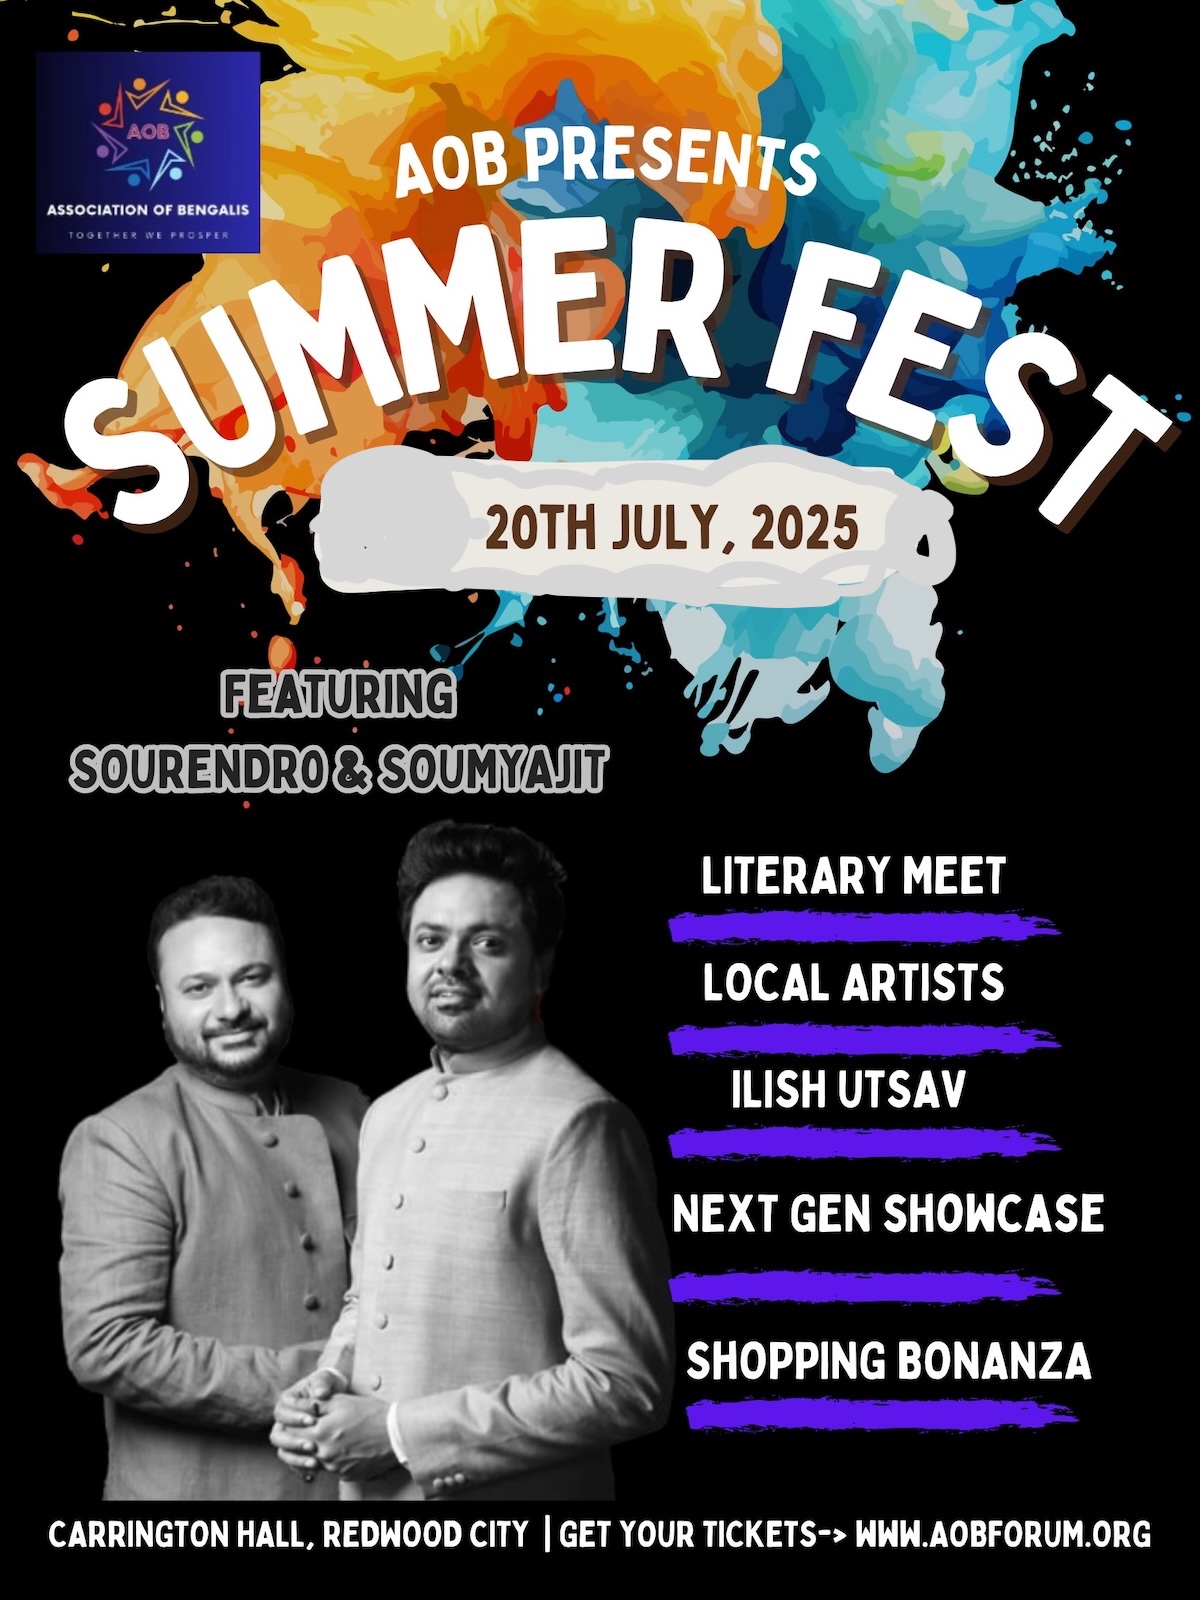 AOB
ASSOCIATION OF BENGALIS
TOGETHER WE PROSPER
AOB PRESENTS
SUMMER FEST
20TH JULY, 2025
FEATURING
SOURENDRO & SOUMYAJIT
LITERARY MEET
LOCAL ARTISTS
ILISH UTSAV
NEXT GEN SHOWCASE
SHOPPING BONANZA
CARRINGTON HALL, REDWOOD CITY | GET YOUR TICKETS-> WWW.AOBFORUM.ORG